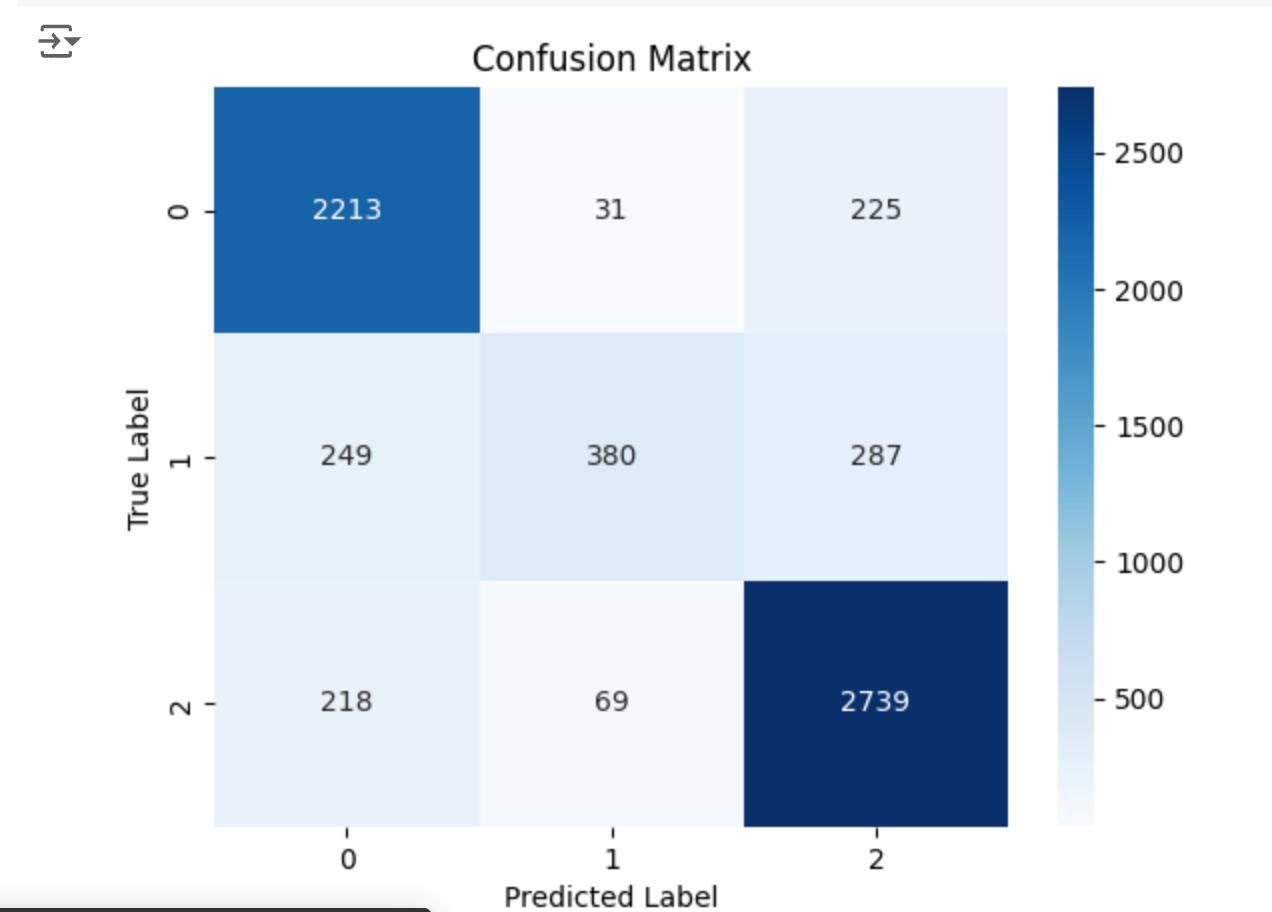 Confusion Matrix
0 2213 31 225
1 249 380 287
2 218 69 2739
0 1 2
True Label
Predicted Label
2500
2000
1500
1000
500